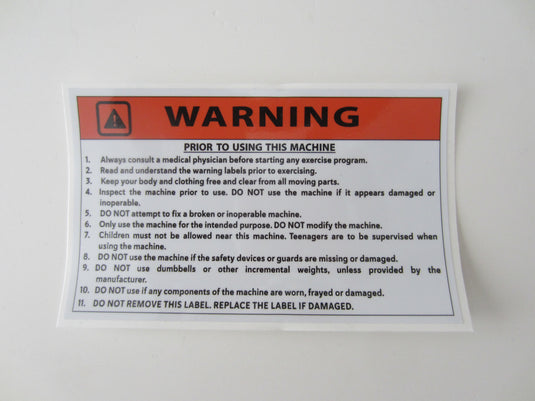 WARNING
PRIOR TO USING THIS MACHINE
1. Always consult a medical physician before starting any exercise program.
2. Read and understand the warning labels prior to exercising.
3. Keep your body and clothing free and clear from all moving parts.
4. Inspect the machine prior to use. DO NOT use the machine if it appears damaged or
inoperable.
5. DO NOT attempt to fix a broken or inoperable machine.
6. Only use the machine for the intended purpose. DO NOT modify the machine.
7. Children must not be allowed near this machine. Teenagers are to be supervised when
using the machine.
8. DO NOT use the machine if the safety devices or guards are missing or damaged.
9. DO NOT use dumbbells or other incremental weights, unless provided by the
manufacturer.
10. DO NOT use if any components of the machine are worn, frayed or damaged.
11. DO NOT REMOVE THIS LABEL. REPLACE THE LABEL IF DAMAGED.